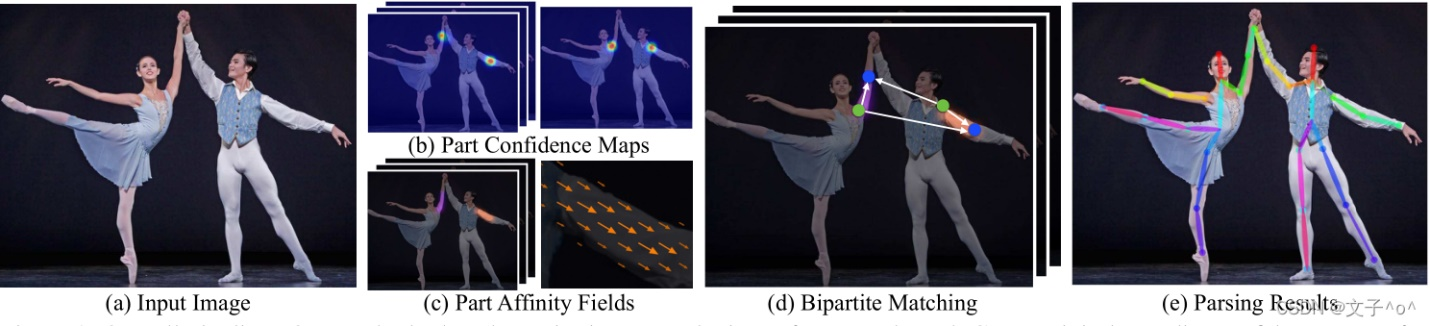 (a) Input Image
(b) Part Confidence Maps
(c) Part Affinity Fields
(d) Bipartite Matching
(e) Parsing Results
CSDN @文子^o^